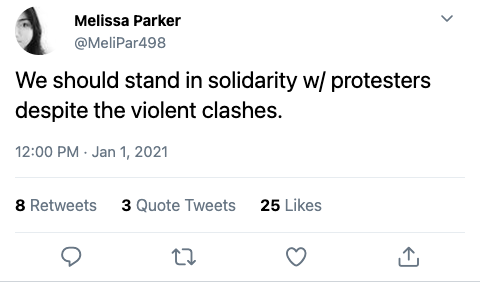 Melissa Parker
@MeliPar498
We should stand in solidarity w/ protesters
despite the violent clashes.
12:00 PM · Jan 1, 2021
8 Retweets 3 Quote Tweets 25 Likes